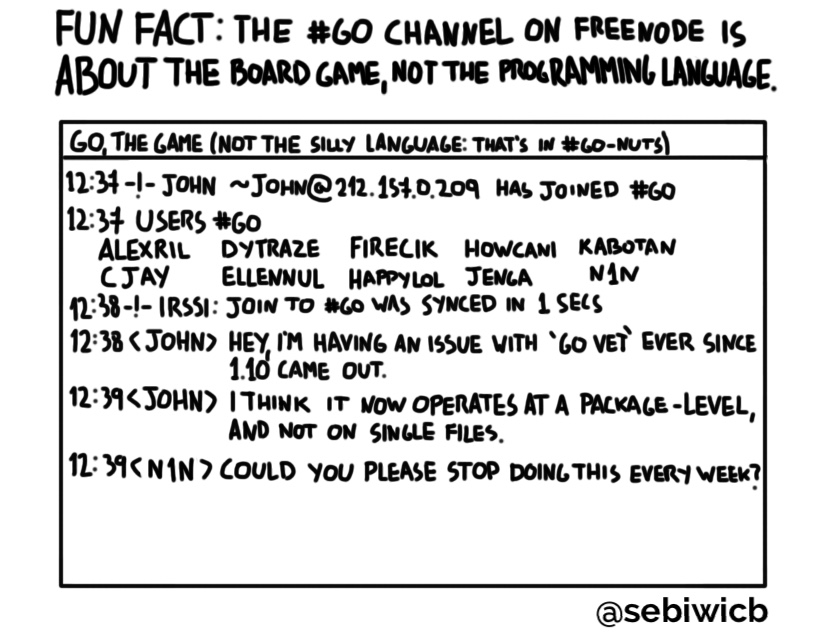 FUN FACT: THE #GO CHANNEL ON FREENODE IS
ABOUT THE BOARD GAME, NOT THE PROGRAMMING LANGUAGE.
GO, THE GAME (NOT THE SILLY LANGUAGE: THAT'S IN #GO-NUTS)
12:37 -!- JOHN ~JOHN@212.157.0.209 HAS JOINED #GO
12:37 USERS #GO
ALEXRIL DYTRAZE FIRECIK HOWCANI KABOTAN
CJAY ELLENNUL HAPPYLOL JENGA N1N
12:38 -!- IRSSI: JOIN TO #GO WAS SYNCED IN 1 SECS
12:38 <JOHN> HEY, I'M HAVING AN ISSUE WITH `GO VET` EVER SINCE
1.10 CAME OUT.
12:39 <JOHN> I THINK IT NOW OPERATES AT A PACKAGE-LEVEL,
AND NOT ON SINGLE FILES.
12:39 <N1N> COULD YOU PLEASE STOP DOING THIS EVERY WEEK?
@sebiwicb